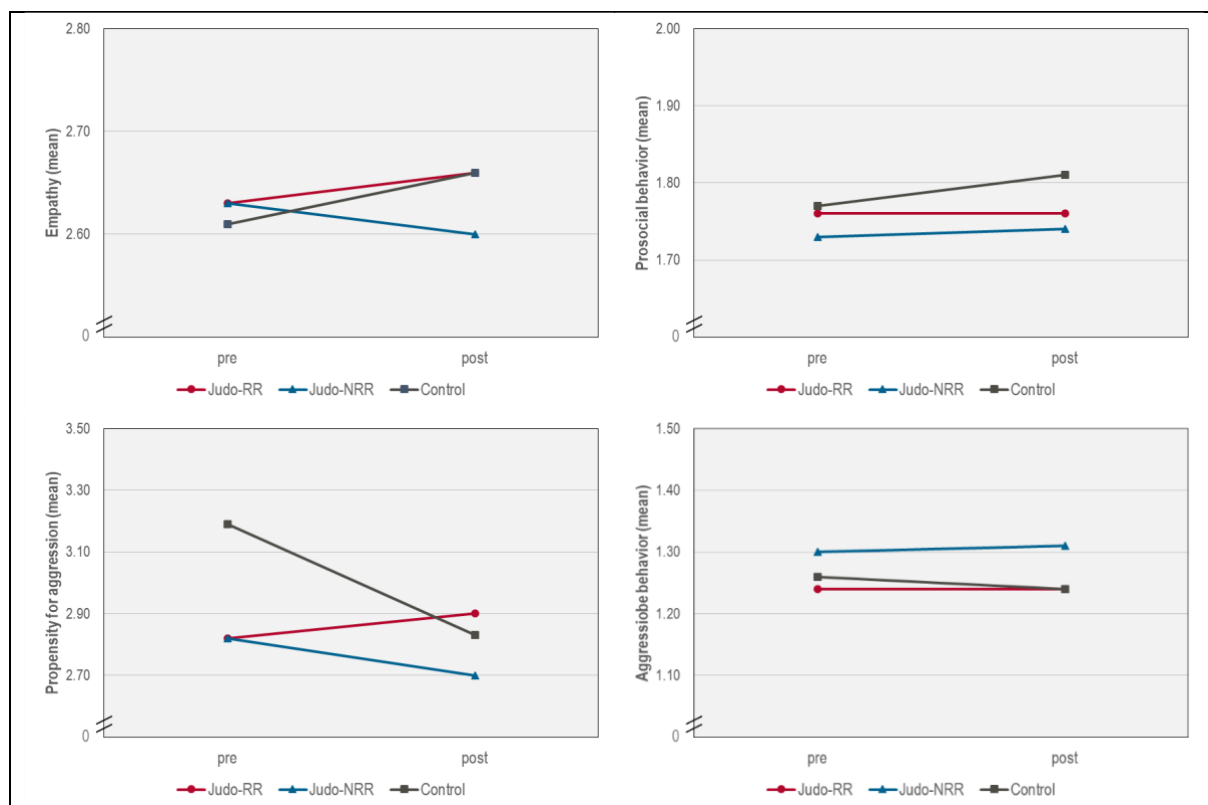 Empathy (mean)
2.80
2.70
2.60
0
pre post
Judo-RR Judo-NRR Control
Prosocial behavior (mean)
2.00
1.90
1.80
1.70
0
pre post
Judo-RR Judo-NRR Control
Propensity for aggression (mean)
3.50
3.30
3.10
2.90
2.70
0
pre post
Judo-RR Judo-NRR Control
Aggressiobe behavior (mean)
1.50
1.40
1.30
1.20
1.10
0
pre post
Judo-RR Judo-NRR Control